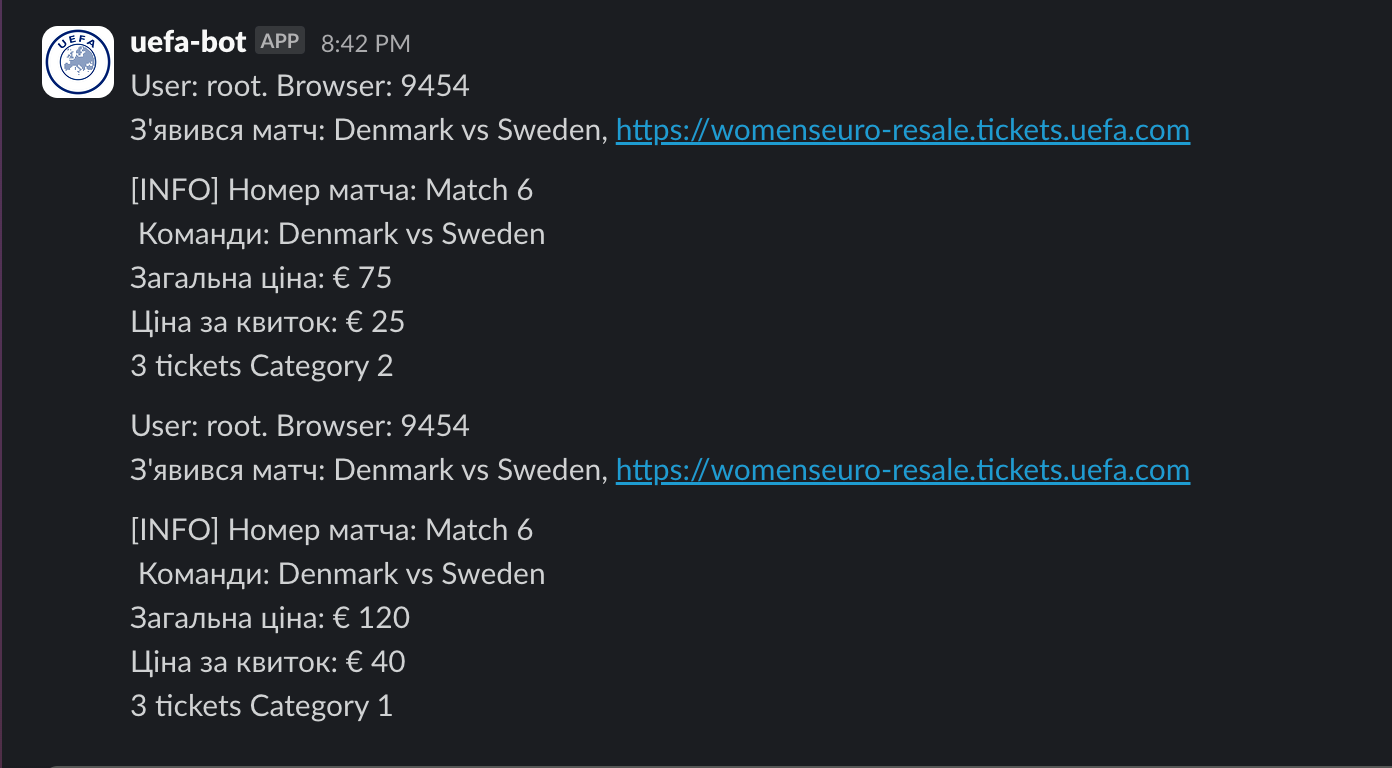 UEFA
uefa-bot APP 8:42 PM
User: root. Browser: 9454
З'явився матч: Denmark vs Sweden, https://womenseuro-resale.tickets.uefa.com
[INFO] Номер матча: Match 6
Команди: Denmark vs Sweden
Загальна ціна: € 75
Ціна за квиток: € 25
3 tickets Category 2
User: root. Browser: 9454
З'явився матч: Denmark vs Sweden, https://womenseuro-resale.tickets.uefa.com
[INFO] Номер матча: Match 6
Команди: Denmark vs Sweden
Загальна ціна: € 120
Ціна за квиток: € 40
3 tickets Category 1